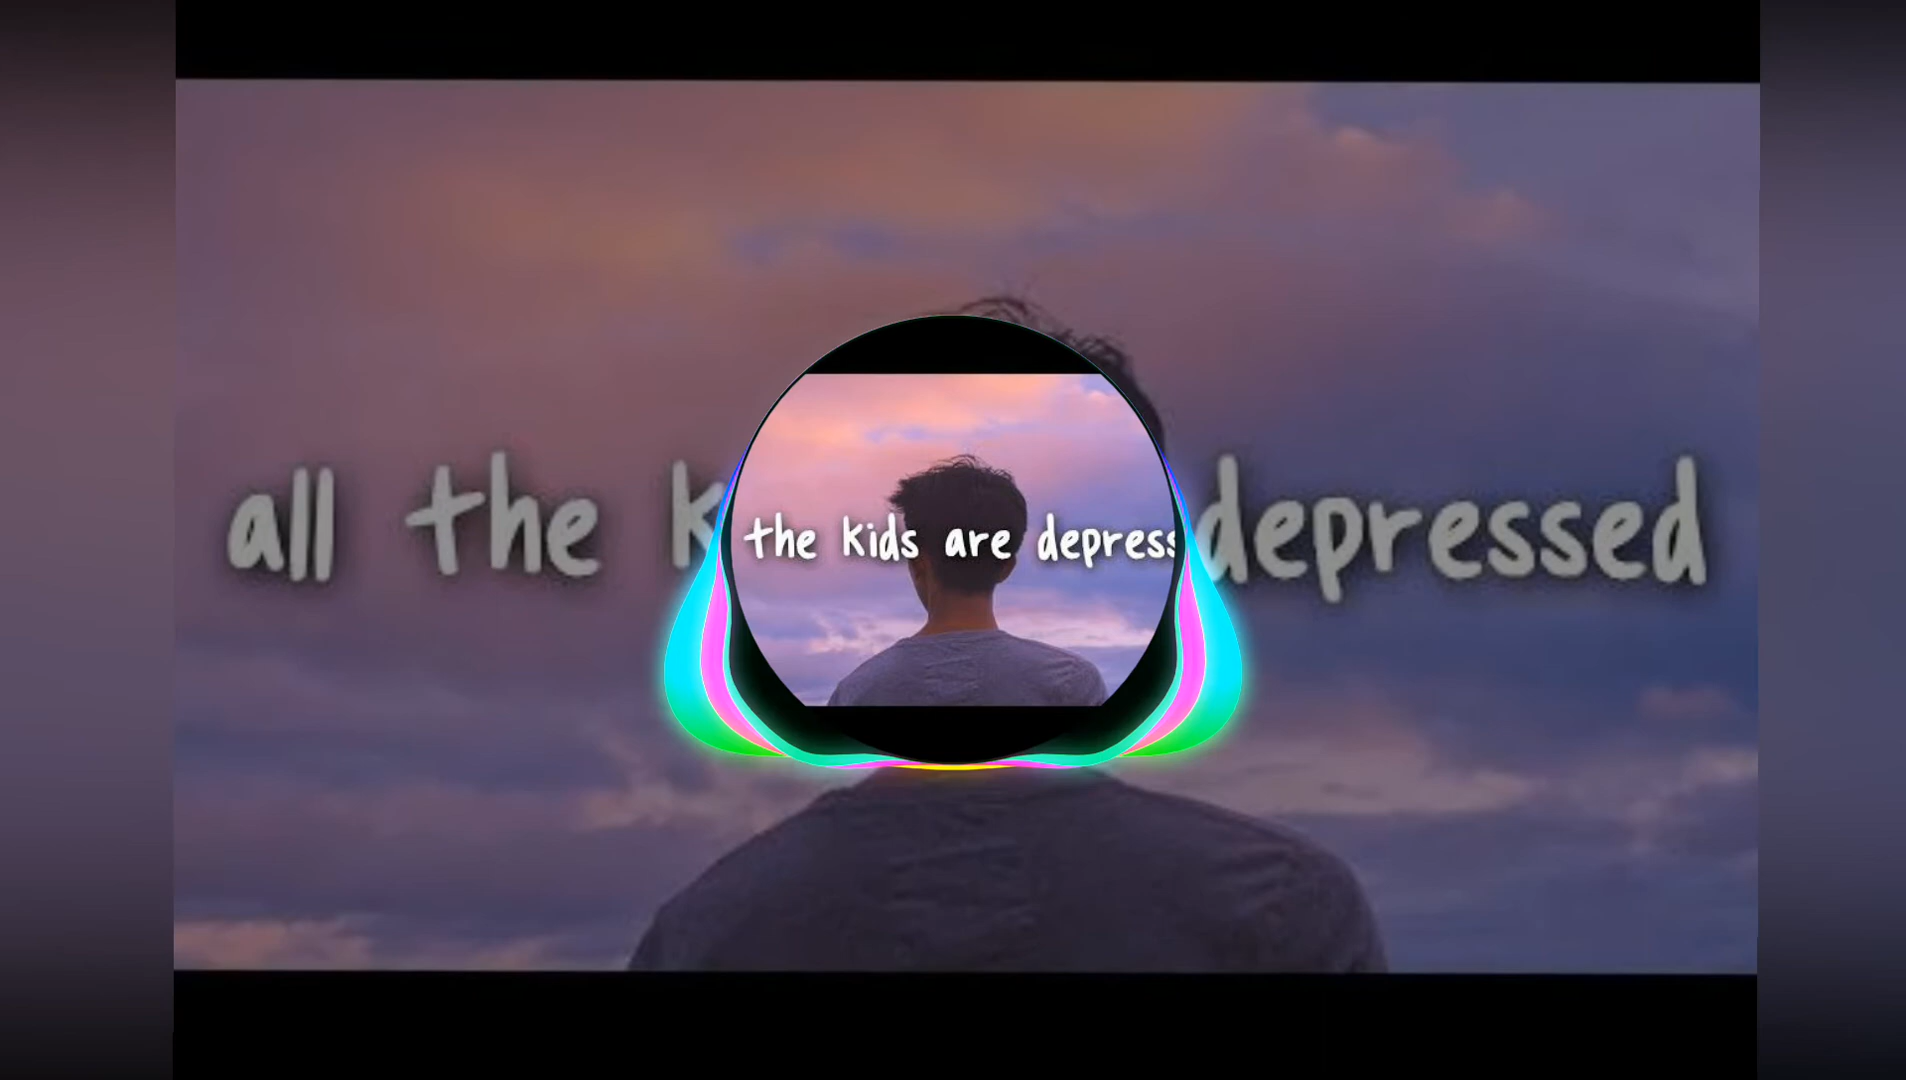 all the k depressed
the kids are depress